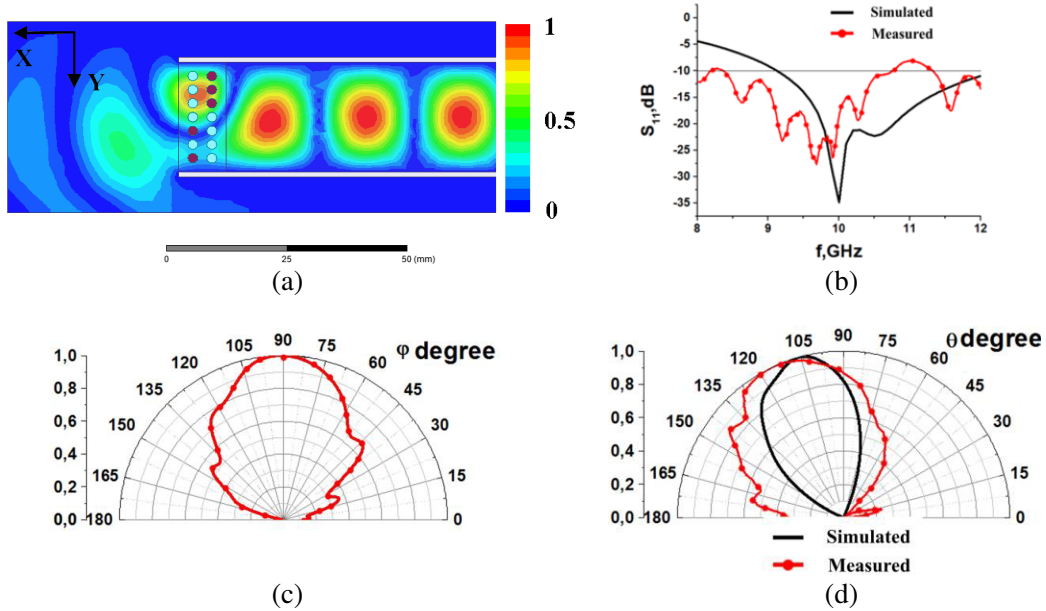 X
Y
1
0.5
0
0 25 50 (mm)
(a)
0
-5
-10
-15
-20
-25
-30
-35
S11,dB
8 9 10 11 12
f,GHz
Simulated
Measured
(b)
φ degree
1,0
0,8
0,6
0,4
0,2
0,0
180 165 150 135 120 105 90 75 60 45 30 15 0
(c)
θ degree
1,0
0,8
0,6
0,4
0,2
0,0
180 165 150 135 120 105 90 75 60 45 30 15 0
Simulated
Measured
(d)